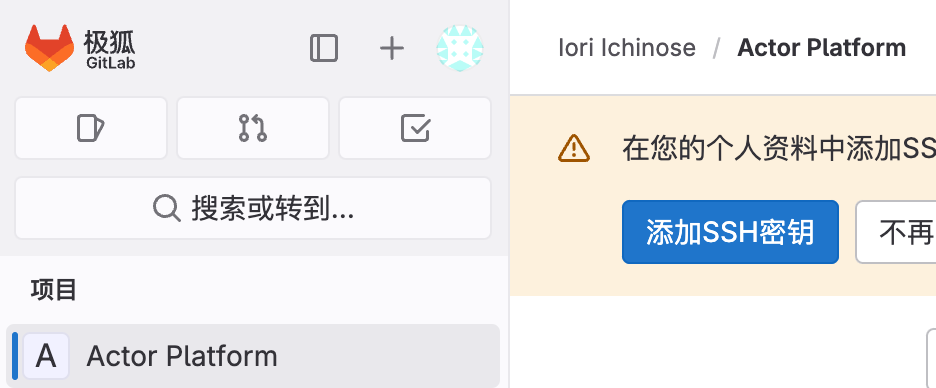 极狐
GitLab
搜索或转到...
项目
A Actor Platform
Iori Ichinose / Actor Platform
在您的个人资料中添加SS
添加SSH密钥
不再